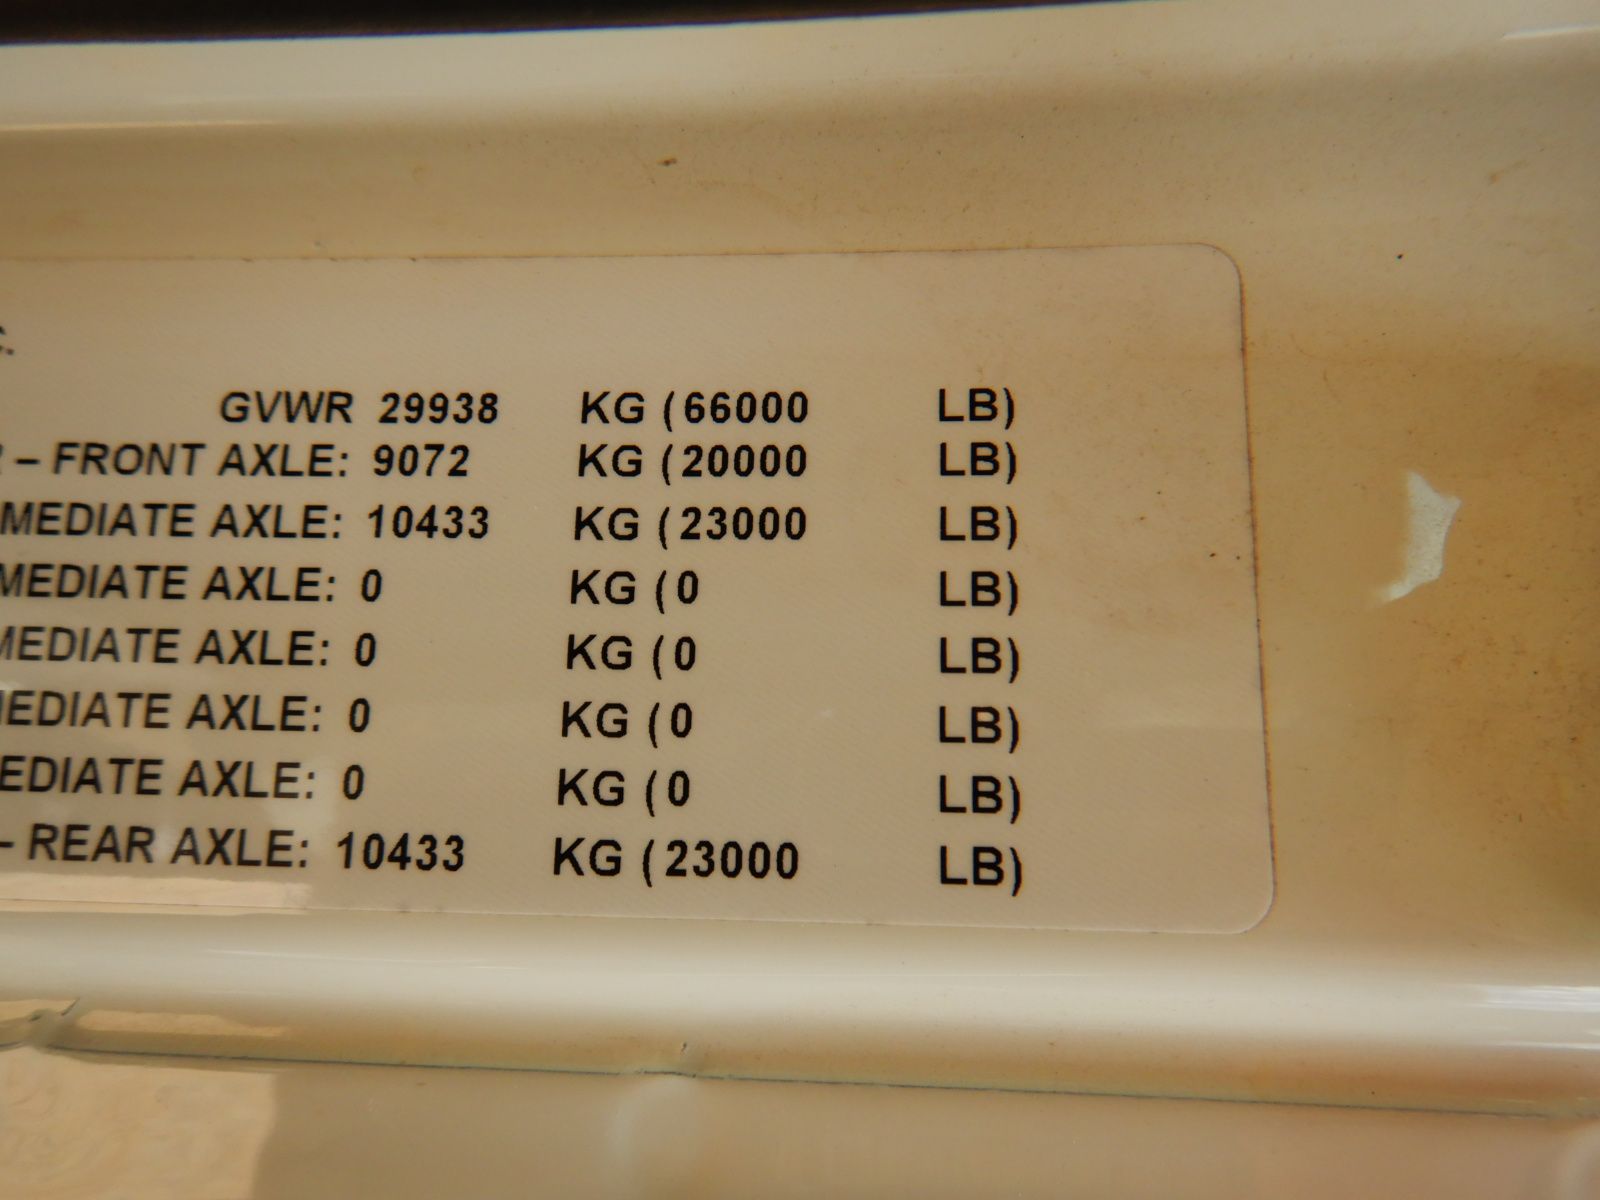 C.
GVWR 29938 KG (66000 LB)
R – FRONT AXLE: 9072 KG (20000 LB)
MEDIATE AXLE: 10433 KG (23000 LB)
MEDIATE AXLE: 0 KG (0 LB)
MEDIATE AXLE: 0 KG (0 LB)
MEDIATE AXLE: 0 KG (0 LB)
EDIATE AXLE: 0 KG (0 LB)
– REAR AXLE: 10433 KG (23000 LB)